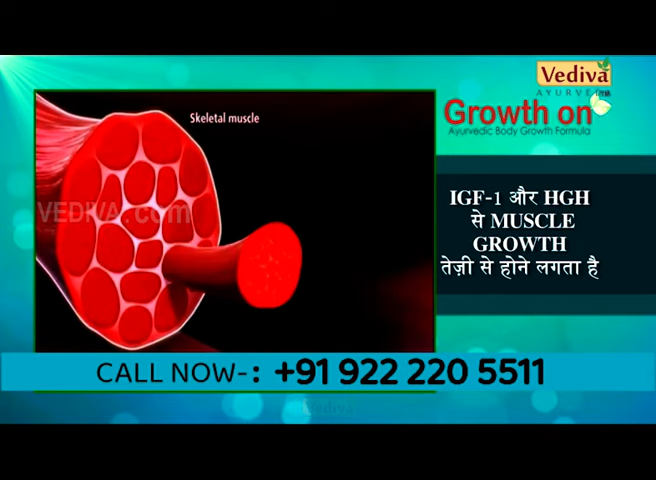 Vediva
AYURVEDA
Growth on
Ayurvedic Body Growth Formula
Skeletal muscle
VEDIVA.com
IGF-1 और HGH
से MUSCLE
GROWTH
तेज़ी से होने लगता है
CALL NOW-: +91 922 220 5511
Vediva